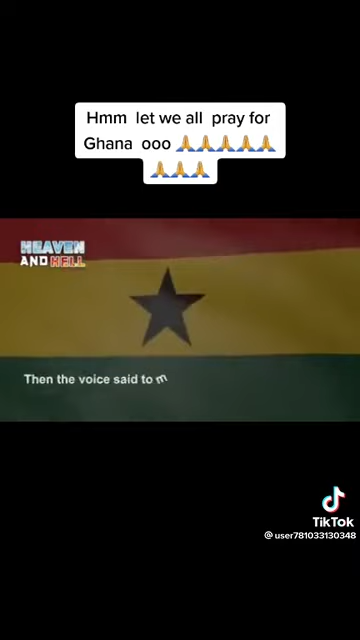 Hmm let we all pray for
Ghana ooo 🙏🙏🙏🙏🙏
🙏🙏🙏
HEAVEN
AND HELL
Then the voice said to m
TikTok
@user781033130348